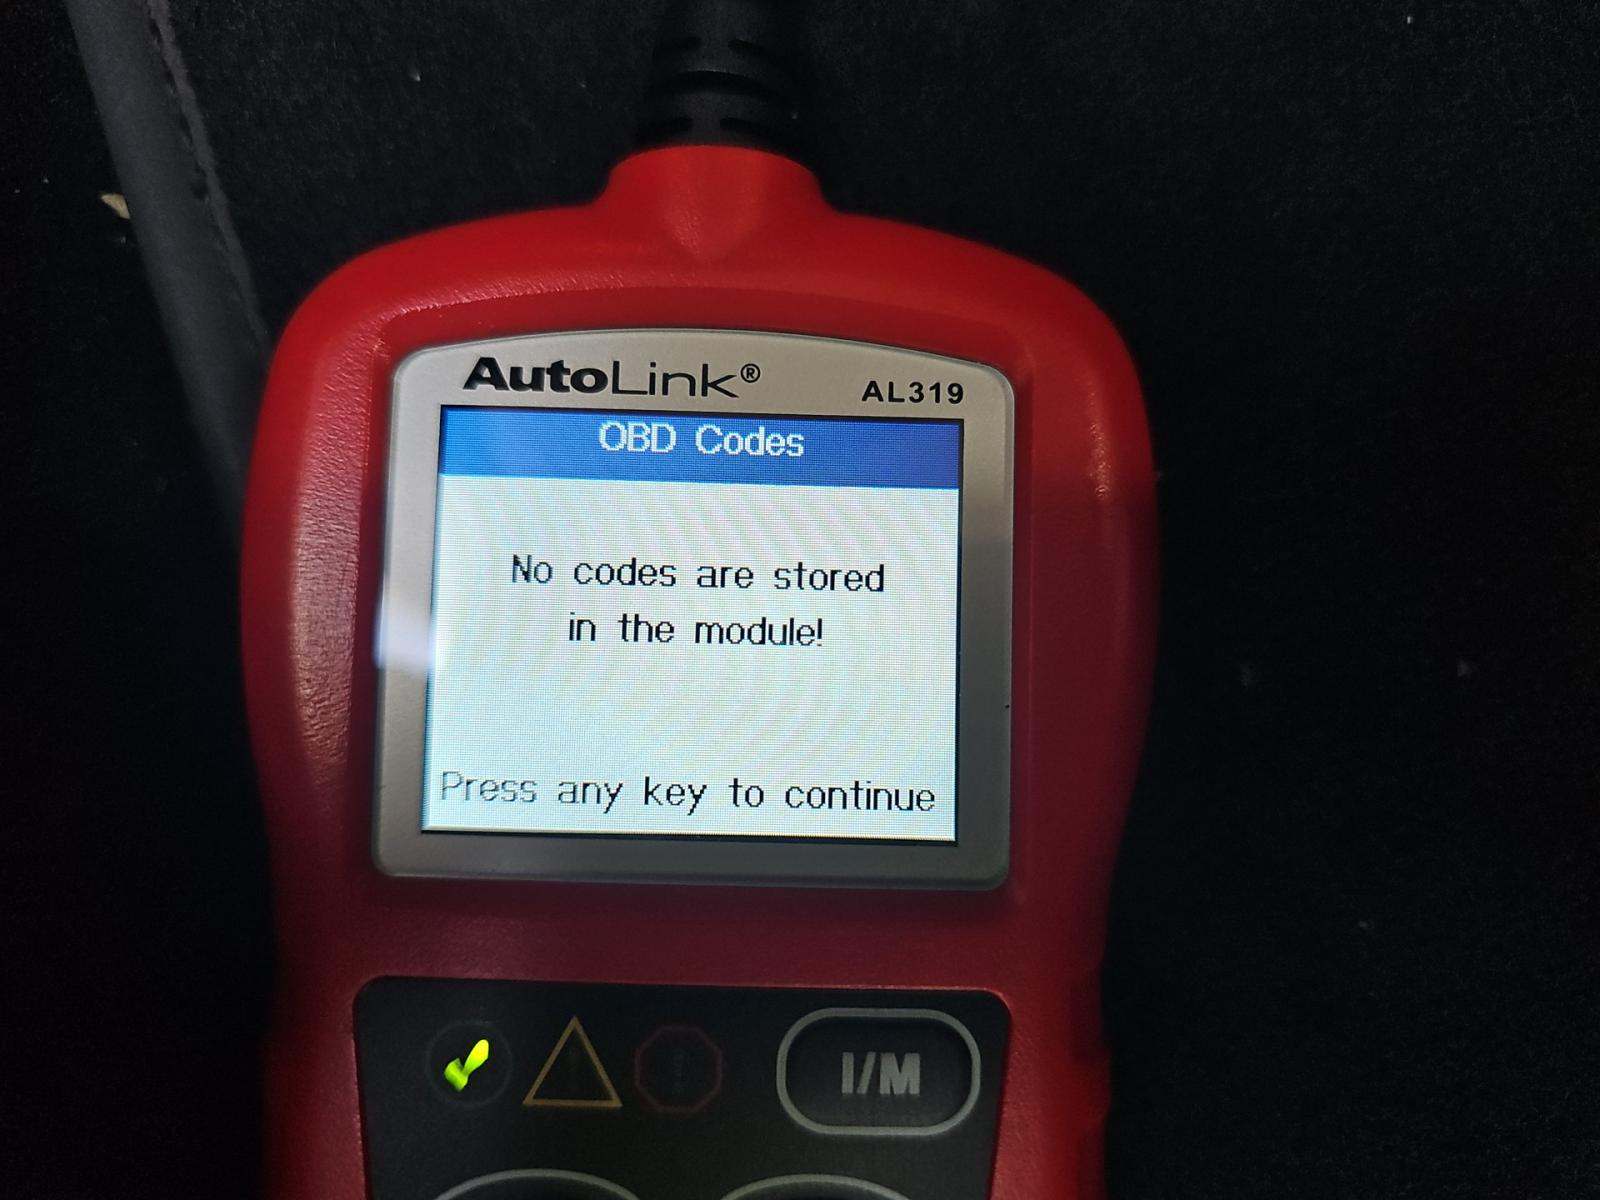 AutoLink® AL319
OBD Codes
No codes are stored
in the module!
Press any key to continue
I/M